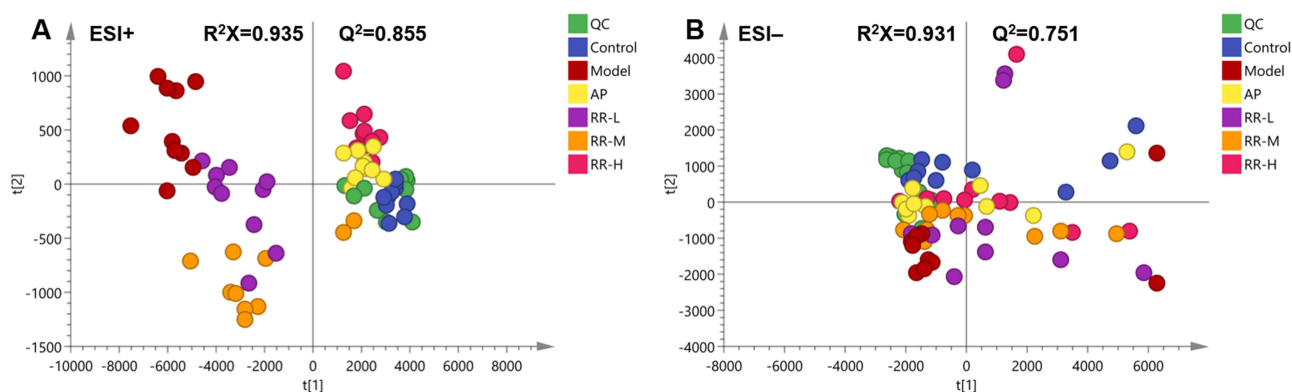 A ESI+ R²X=0.935 Q²=0.855
QC
Control
Model
AP
RR-L
RR-M
RR-H
1000
500
0
-500
-1000
-1500
t[2]
-10000 -8000 -6000 -4000 -2000 0 2000 4000 6000 8000
t[1]
B ESI– R²X=0.931 Q²=0.751
QC
Control
Model
AP
RR-L
RR-M
RR-H
4000
3000
2000
1000
0
-1000
-2000
-3000
-4000
t[2]
-8000 -6000 -4000 -2000 0 2000 4000 6000
t[1]